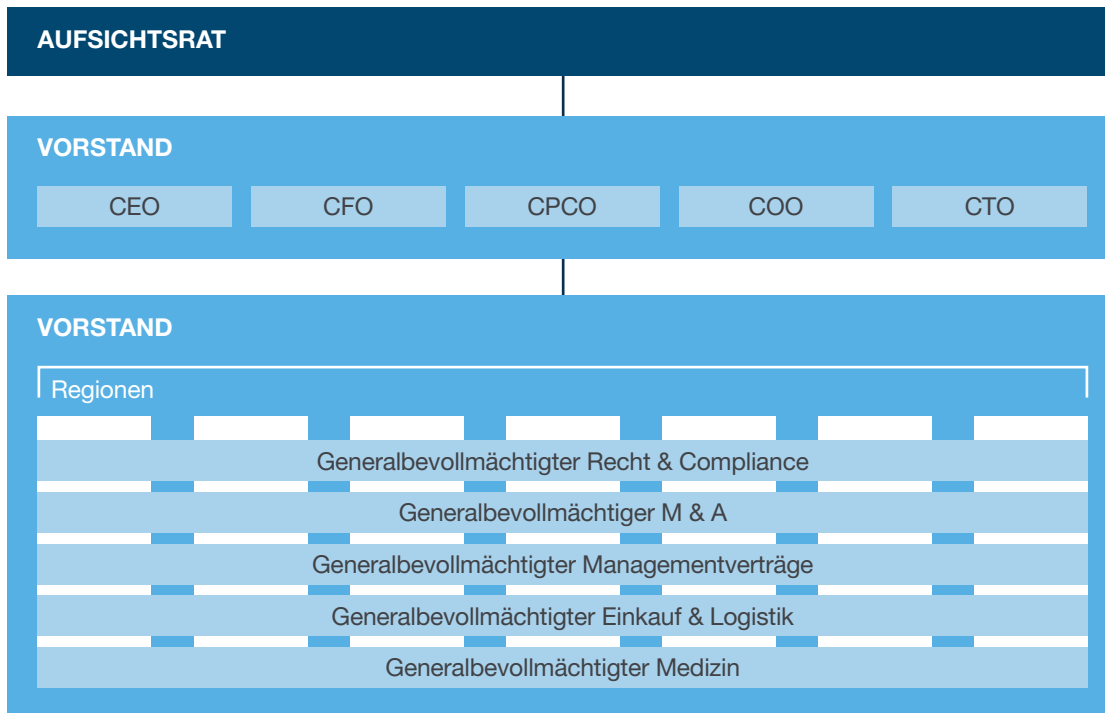 AUFSICHTSRAT
VORSTAND
CEO CFO CPCO COO CTO
VORSTAND
Regionen
Generalbevollmächtigter Recht & Compliance
Generalbevollmächtiger M & A
Generalbevollmächtigter Managementverträge
Generalbevollmächtigter Einkauf & Logistik
Generalbevollmächtigter Medizin